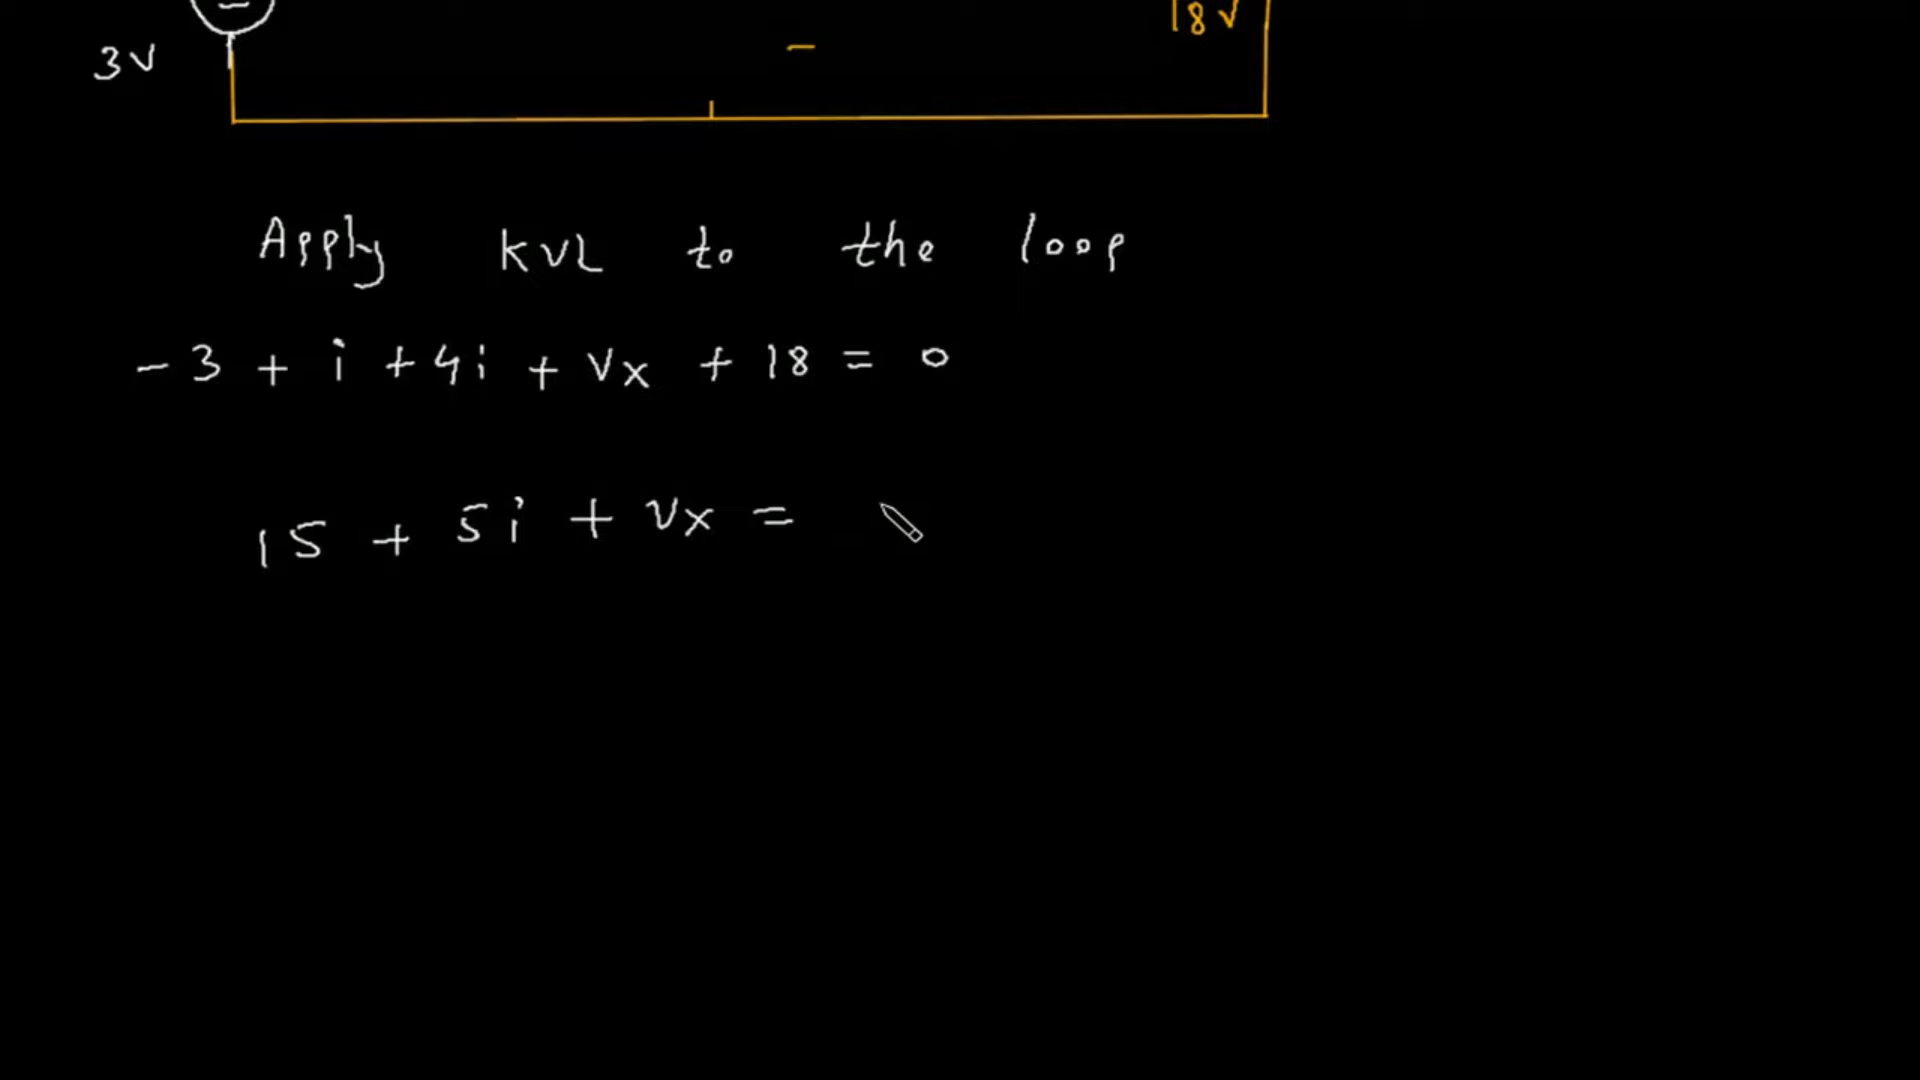 18V
3V
Apply KVL to the loop
-3 + i + 4i + Vx + 18 = 0
15 + 5i + Vx =